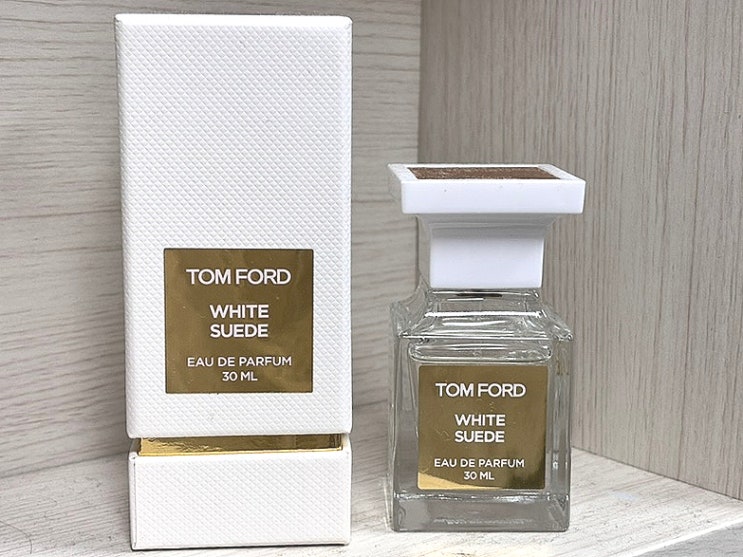 TOM FORD
WHITE
SUEDE
EAU DE PARFUM
30 ML
TOM FORD
WHITE
SUEDE
EAU DE PARFUM
30 ML